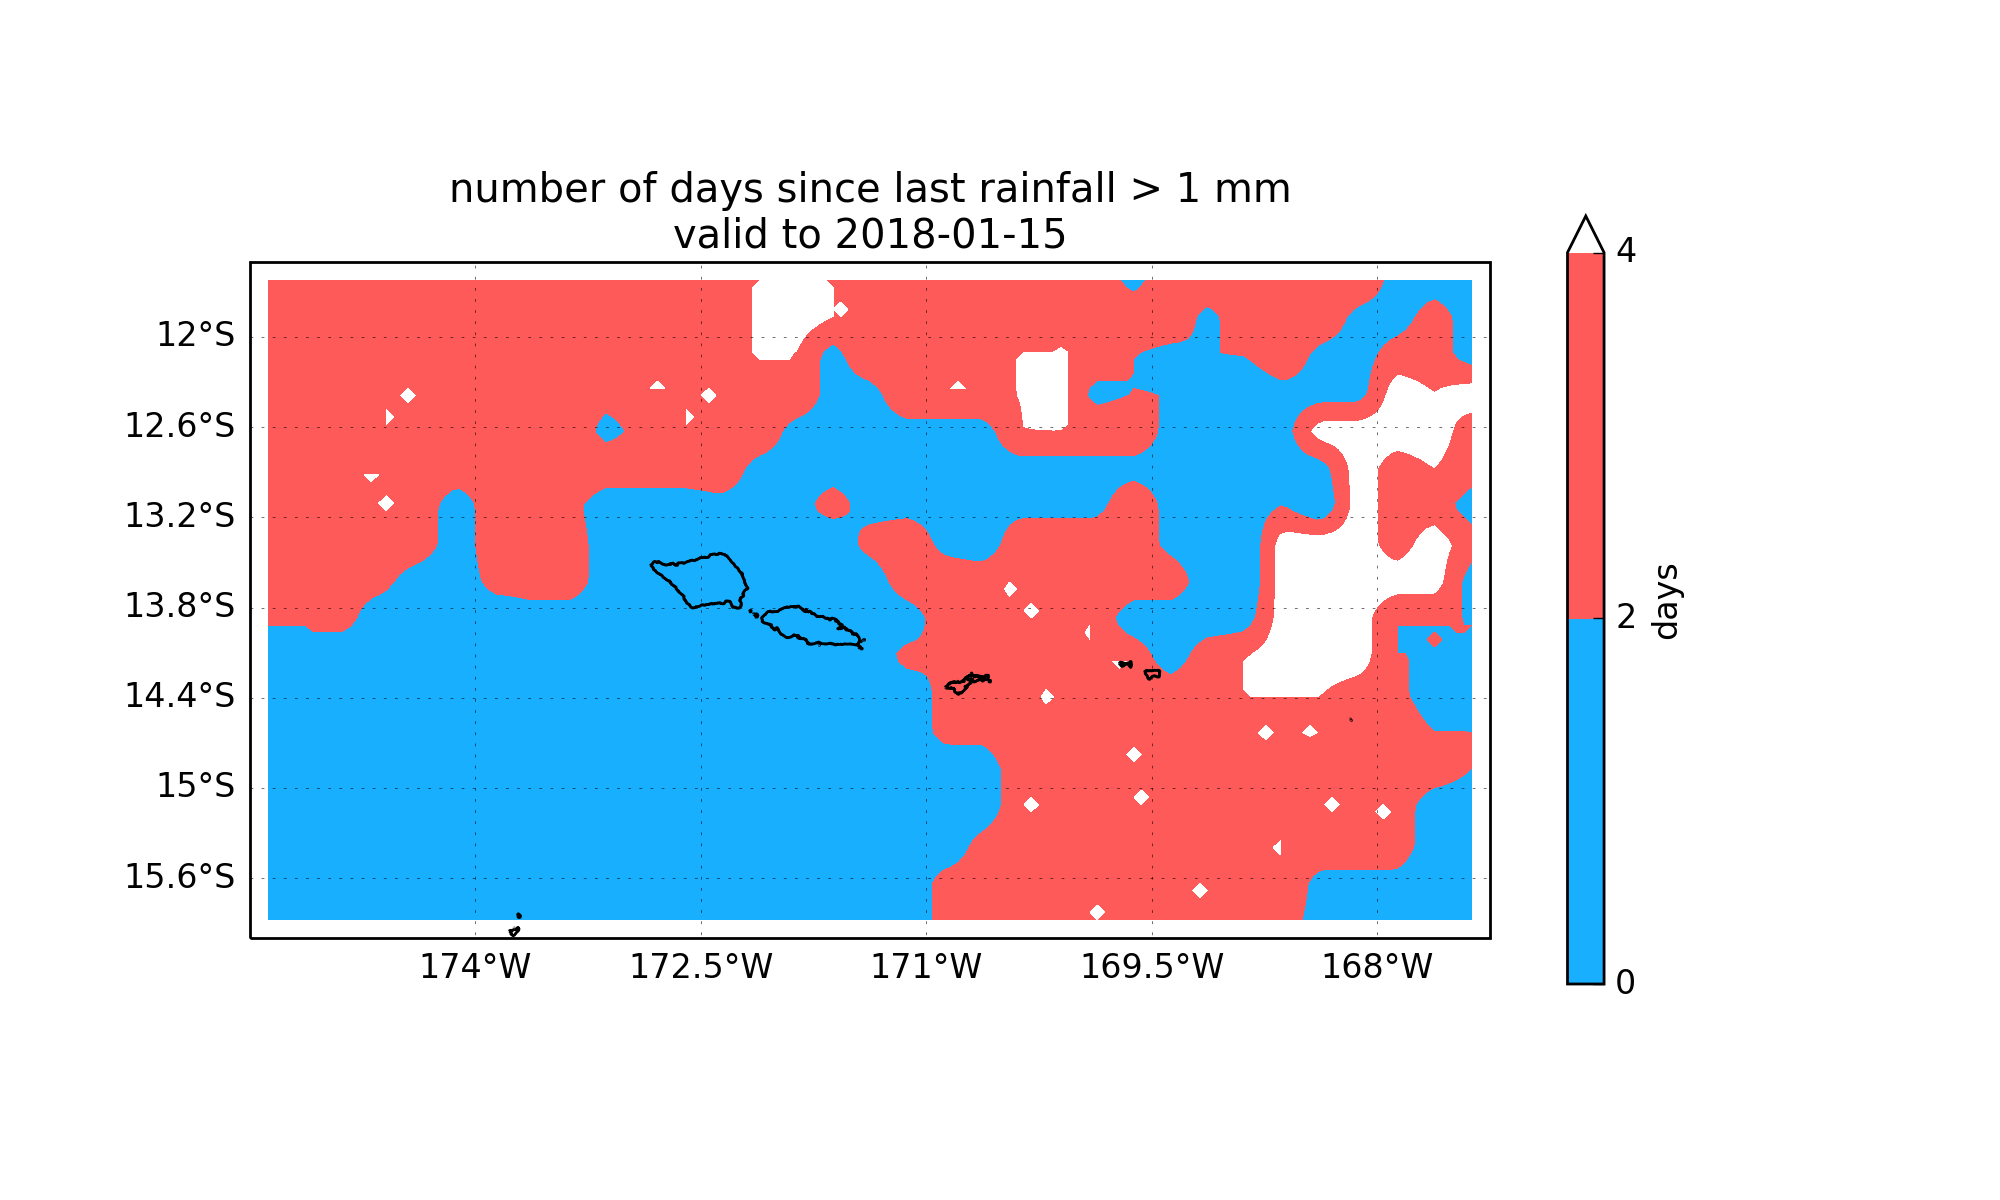 number of days since last rainfall > 1 mm
valid to 2018-01-15
12°S
12.6°S
13.2°S
13.8°S
14.4°S
15°S
15.6°S
174°W 172.5°W 171°W 169.5°W 168°W
4
2
0
days